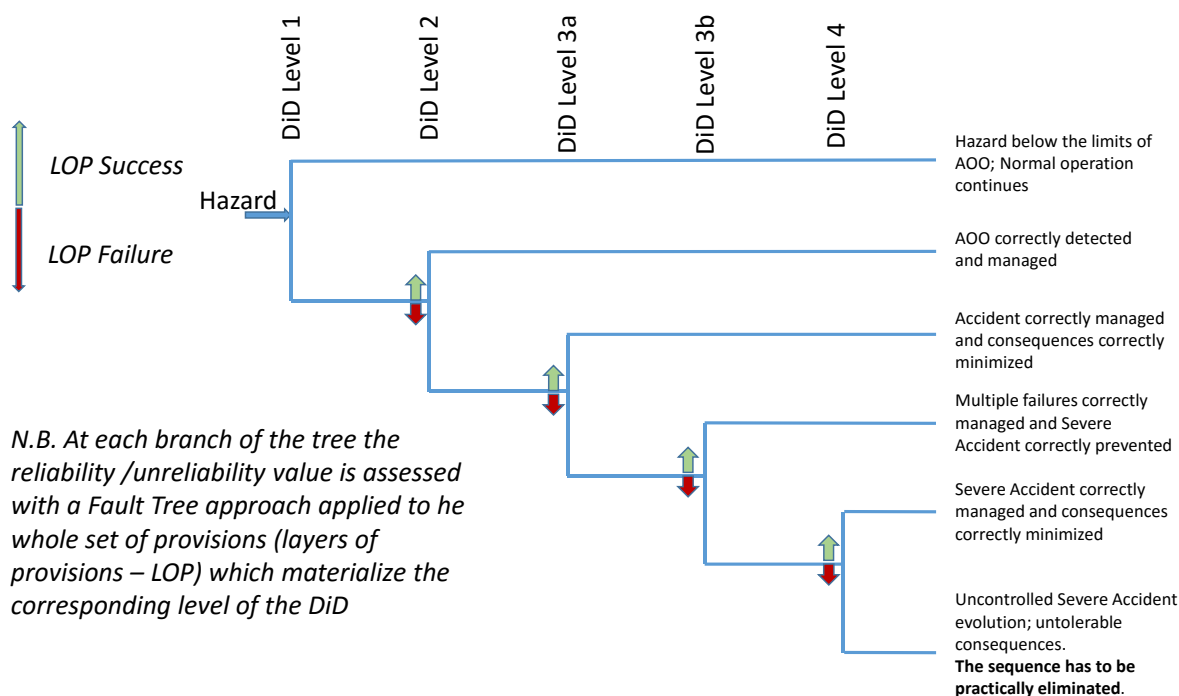 DiD Level 1
DiD Level 2
DiD Level 3a
DiD Level 3b
DiD Level 4
LOP Success
Hazard
LOP Failure
Hazard below the limits of
AOO; Normal operation
continues
AOO correctly detected
and managed
Accident correctly managed
and consequences correctly
minimized
Multiple failures correctly
managed and Severe
Accident correctly prevented
Severe Accident correctly
managed and consequences
correctly minimized
Uncontrolled Severe Accident
evolution; untolerable
consequences.
The sequence has to be
practically eliminated.
N.B. At each branch of the tree the
reliability /unreliability value is assessed
with a Fault Tree approach applied to he
whole set of provisions (layers of
provisions – LOP) which materialize the
corresponding level of the DiD